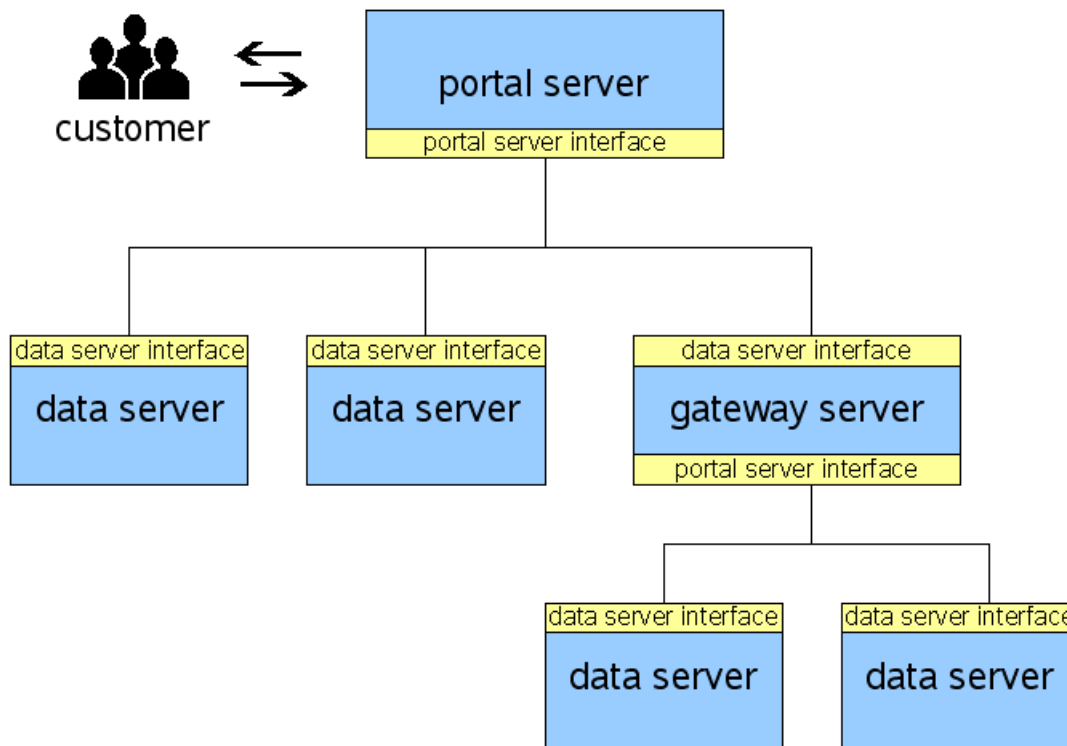 portal server
customer
portal server interface
data server interface
data server interface
data server interface
data server
data server
gateway server
portal server interface
data server interface
data server interface
data server
data server